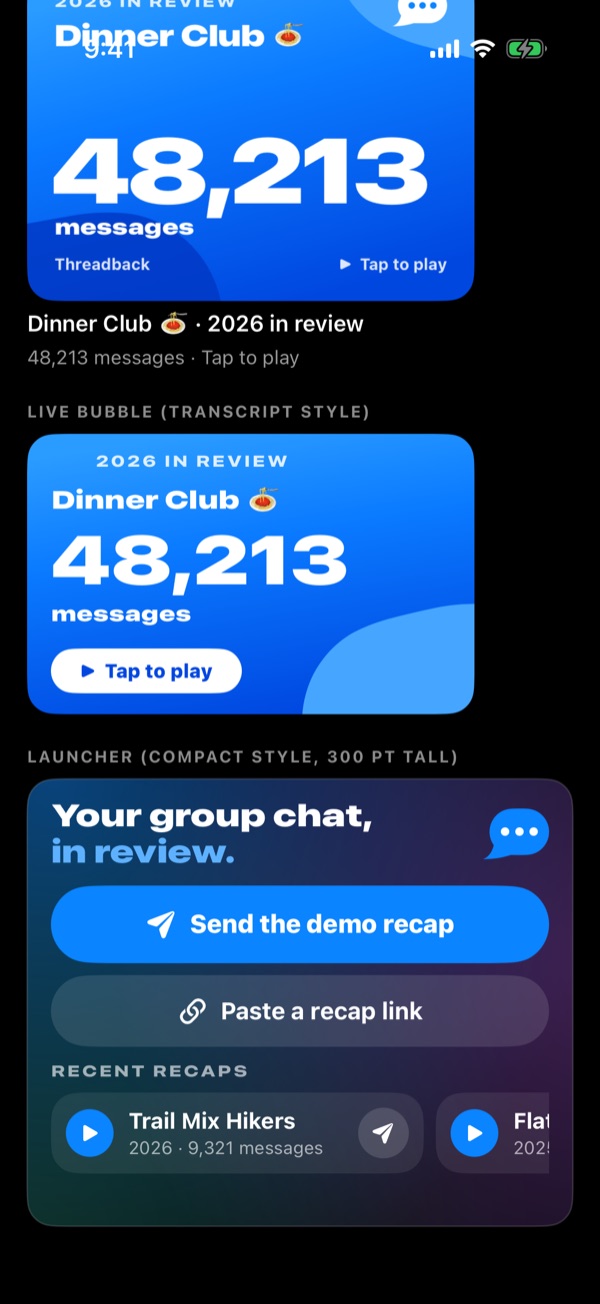 2026 IN REVIEW
Dinner Club 🍝
9:41
48,213
messages
Threadback
Tap to play
Dinner Club 🍝 · 2026 in review
48,213 messages · Tap to play
LIVE BUBBLE (TRANSCRIPT STYLE)
2026 IN REVIEW
Dinner Club 🍝
48,213
messages
Tap to play
LAUNCHER (COMPACT STYLE, 300 PT TALL)
Your group chat,
in review.
Send the demo recap
Paste a recap link
RECENT RECAPS
Trail Mix Hikers
2026 · 9,321 messages